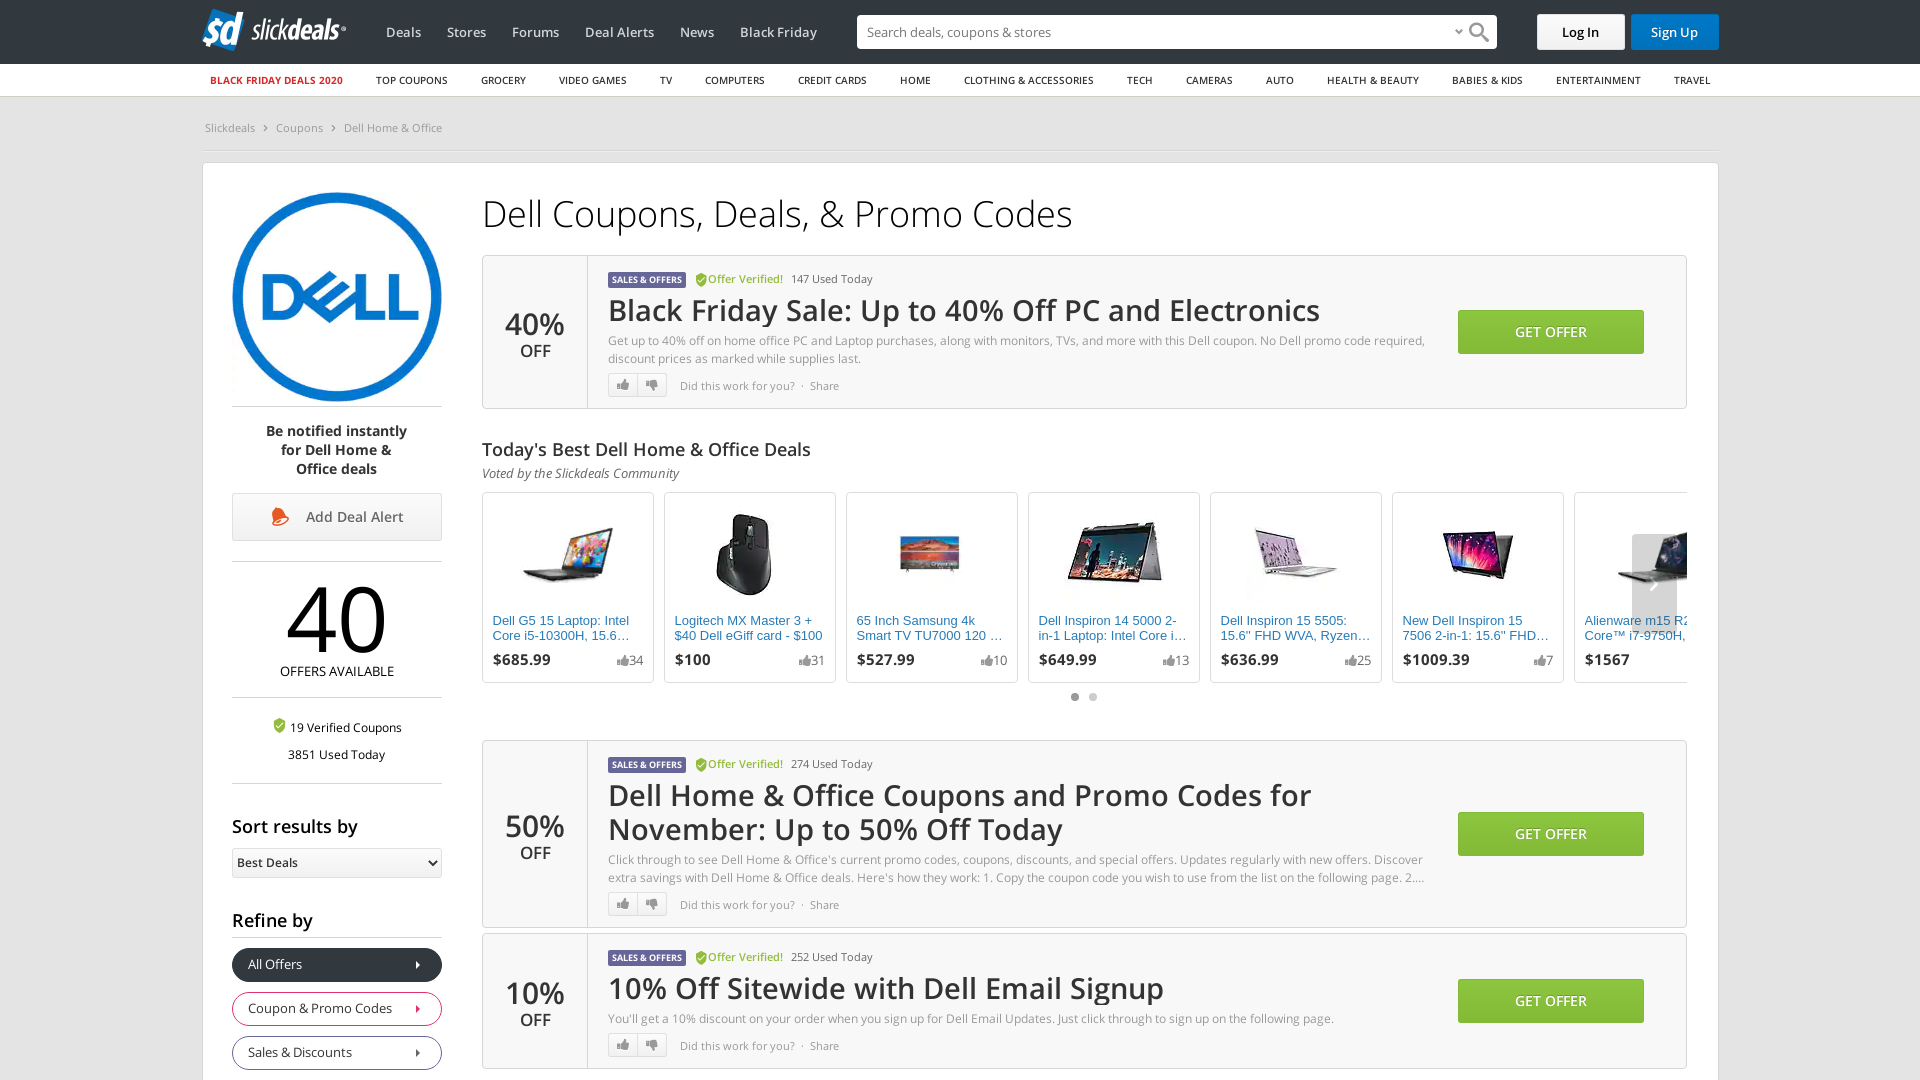 sd slickdeals
Deals
Stores
Forums
Deal Alerts
News
Black Friday
Search deals, coupons & stores
Log In
Sign Up
BLACK FRIDAY DEALS 2020
TOP COUPONS
GROCERY
VIDEO GAMES
TV
COMPUTERS
CREDIT CARDS
HOME
CLOTHING & ACCESSORIES
TECH
CAMERAS
AUTO
HEALTH & BEAUTY
BABIES & KIDS
ENTERTAINMENT
TRAVEL
Slickdeals > Coupons > Dell Home & Office
DELL
Be notified instantly
for Dell Home &
Office deals
Add Deal Alert
40
OFFERS AVAILABLE
19 Verified Coupons
3851 Used Today
Sort results by
Best Deals
Refine by
All Offers
Coupon & Promo Codes
Sales & Discounts
Dell Coupons, Deals, & Promo Codes
40%
OFF
SALES & OFFERS
Offer Verified!
147 Used Today
Black Friday Sale: Up to 40% Off PC and Electronics
Get up to 40% off on home office PC and Laptop purchases, along with monitors, TVs, and more with this Dell coupon. No Dell promo code required,
discount prices as marked while supplies last.
Did this work for you? · Share
GET OFFER
Today's Best Dell Home & Office Deals
Voted by the Slickdeals Community
Dell G5 15 Laptop: Intel
Core i5-10300H, 15.6…
$685.99
34
Logitech MX Master 3 +
$40 Dell eGiff card - $100
$100
31
65 Inch Samsung 4k
Smart TV TU7000 120 …
$527.99
10
Dell Inspiron 14 5000 2-
in-1 Laptop: Intel Core i…
$649.99
13
Dell Inspiron 15 5505:
15.6'' FHD WVA, Ryzen…
$636.99
25
New Dell Inspiron 15
7506 2-in-1: 15.6'' FHD…
$1009.39
7
Alienware m15 R2
Core™ i7-9750H,
$1567
50%
OFF
SALES & OFFERS
Offer Verified!
274 Used Today
Dell Home & Office Coupons and Promo Codes for
November: Up to 50% Off Today
Click through to see Dell Home & Office's current promo codes, coupons, discounts, and special offers. Updates regularly with new offers. Discover
extra savings with Dell Home & Office deals. Here's how they work: 1. Copy the coupon code you wish to use from the list on the following page. 2.…
Did this work for you? · Share
GET OFFER
10%
OFF
SALES & OFFERS
Offer Verified!
252 Used Today
10% Off Sitewide with Dell Email Signup
You'll get a 10% discount on your order when you sign up for Dell Email Updates. Just click through to sign up on the following page.
Did this work for you? · Share
GET OFFER